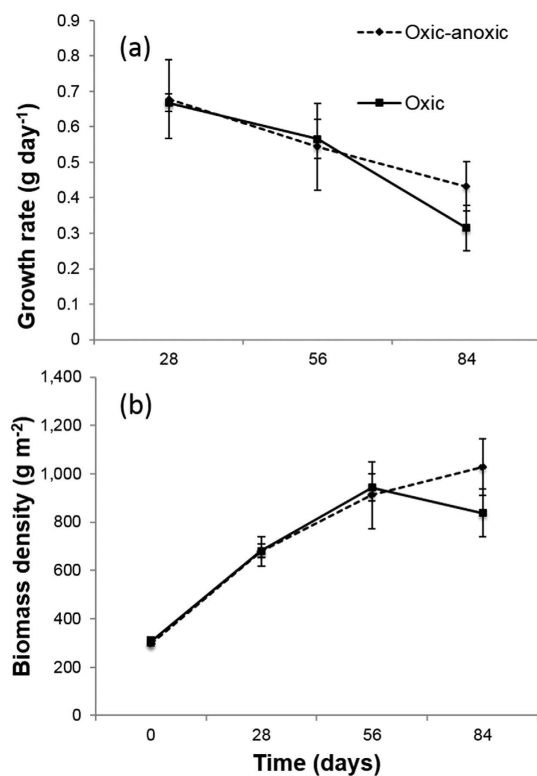 (a)
Oxic-anoxic
Oxic
Growth rate (g day-1)
0.9
0.8
0.7
0.6
0.5
0.4
0.3
0.2
0.1
0
28 56 84
(b)
Biomass density (g m-2)
1,400
1,200
1,000
800
600
400
200
0
0 28 56 84
Time (days)